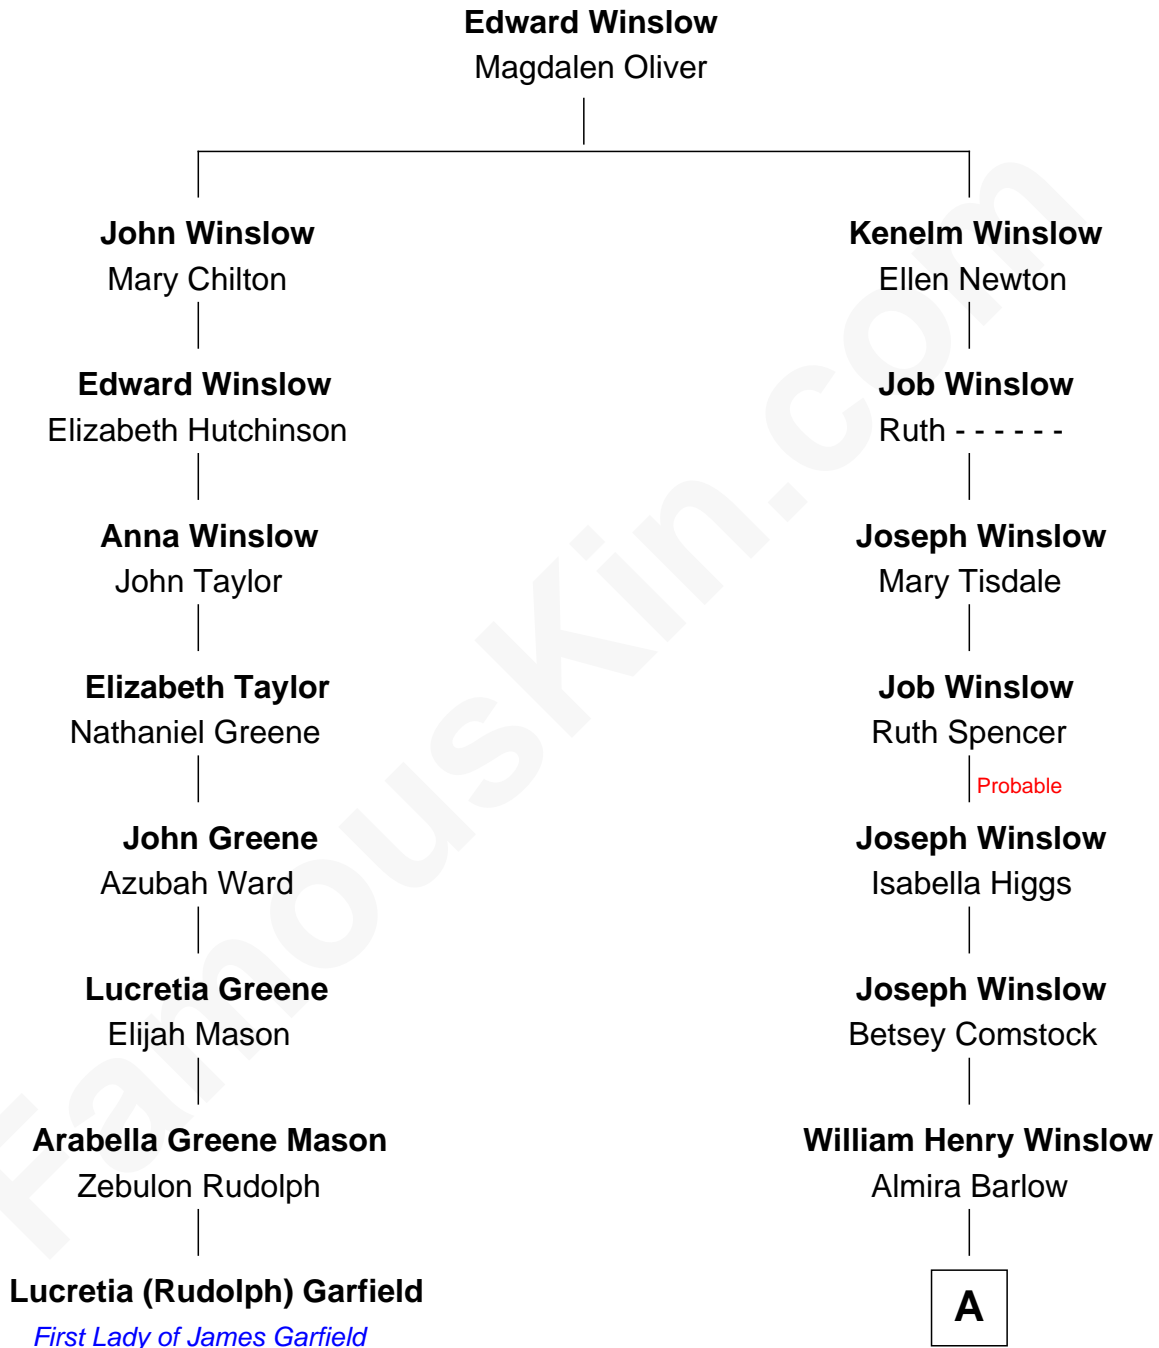 Edward Winslow
Magdalen Oliver
John Winslow
Mary Chilton
Kenelm Winslow
Ellen Newton
Edward Winslow
Elizabeth Hutchinson
Job Winslow
Ruth - - - - - -
Anna Winslow
John Taylor
Joseph Winslow
Mary Tisdale
Elizabeth Taylor
Nathaniel Greene
Job Winslow
Ruth Spencer
Probable
John Greene
Azubah Ward
Joseph Winslow
Isabella Higgs
Lucretia Greene
Elijah Mason
Joseph Winslow
Betsey Comstock
Arabella Greene Mason
Zebulon Rudolph
William Henry Winslow
Almira Barlow
Lucretia (Rudolph) Garfield
First Lady of James Garfield
A
FamousKin.com